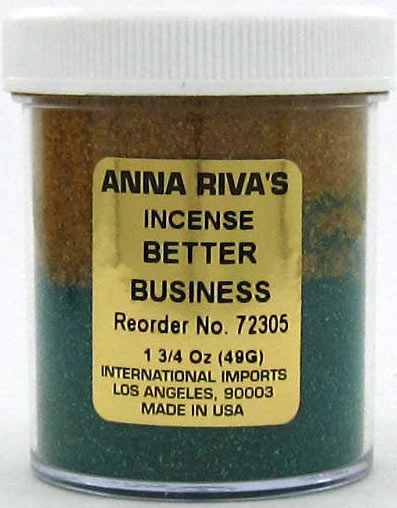 ANNA RIVA'S
INCENSE
BETTER
BUSINESS
Reorder No. 72305
1 3/4 Oz (49G)
INTERNATIONAL IMPORTS
LOS ANGELES, 90003
MADE IN USA